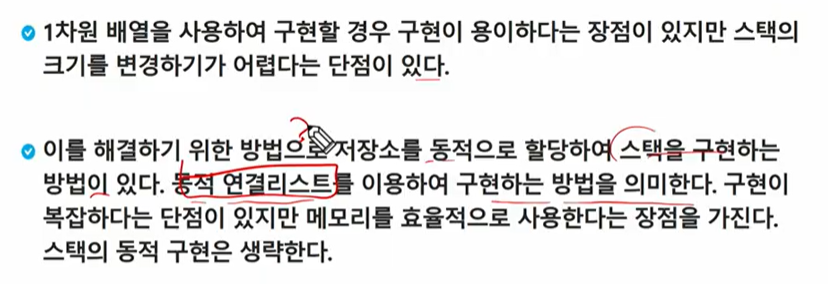 1차원 배열을 사용하여 구현할 경우 구현이 용이하다는 장점이 있지만 스택의
크기를 변경하기가 어렵다는 단점이 있다.
이를 해결하기 위한 방법으로 저장소를 동적으로 할당하여 스택을 구현하는
방법이 있다. 동적 연결리스트를 이용하여 구현하는 방법을 의미한다. 구현이
복잡하다는 단점이 있지만 메모리를 효율적으로 사용한다는 장점을 가진다.
스택의 동적 구현은 생략한다.